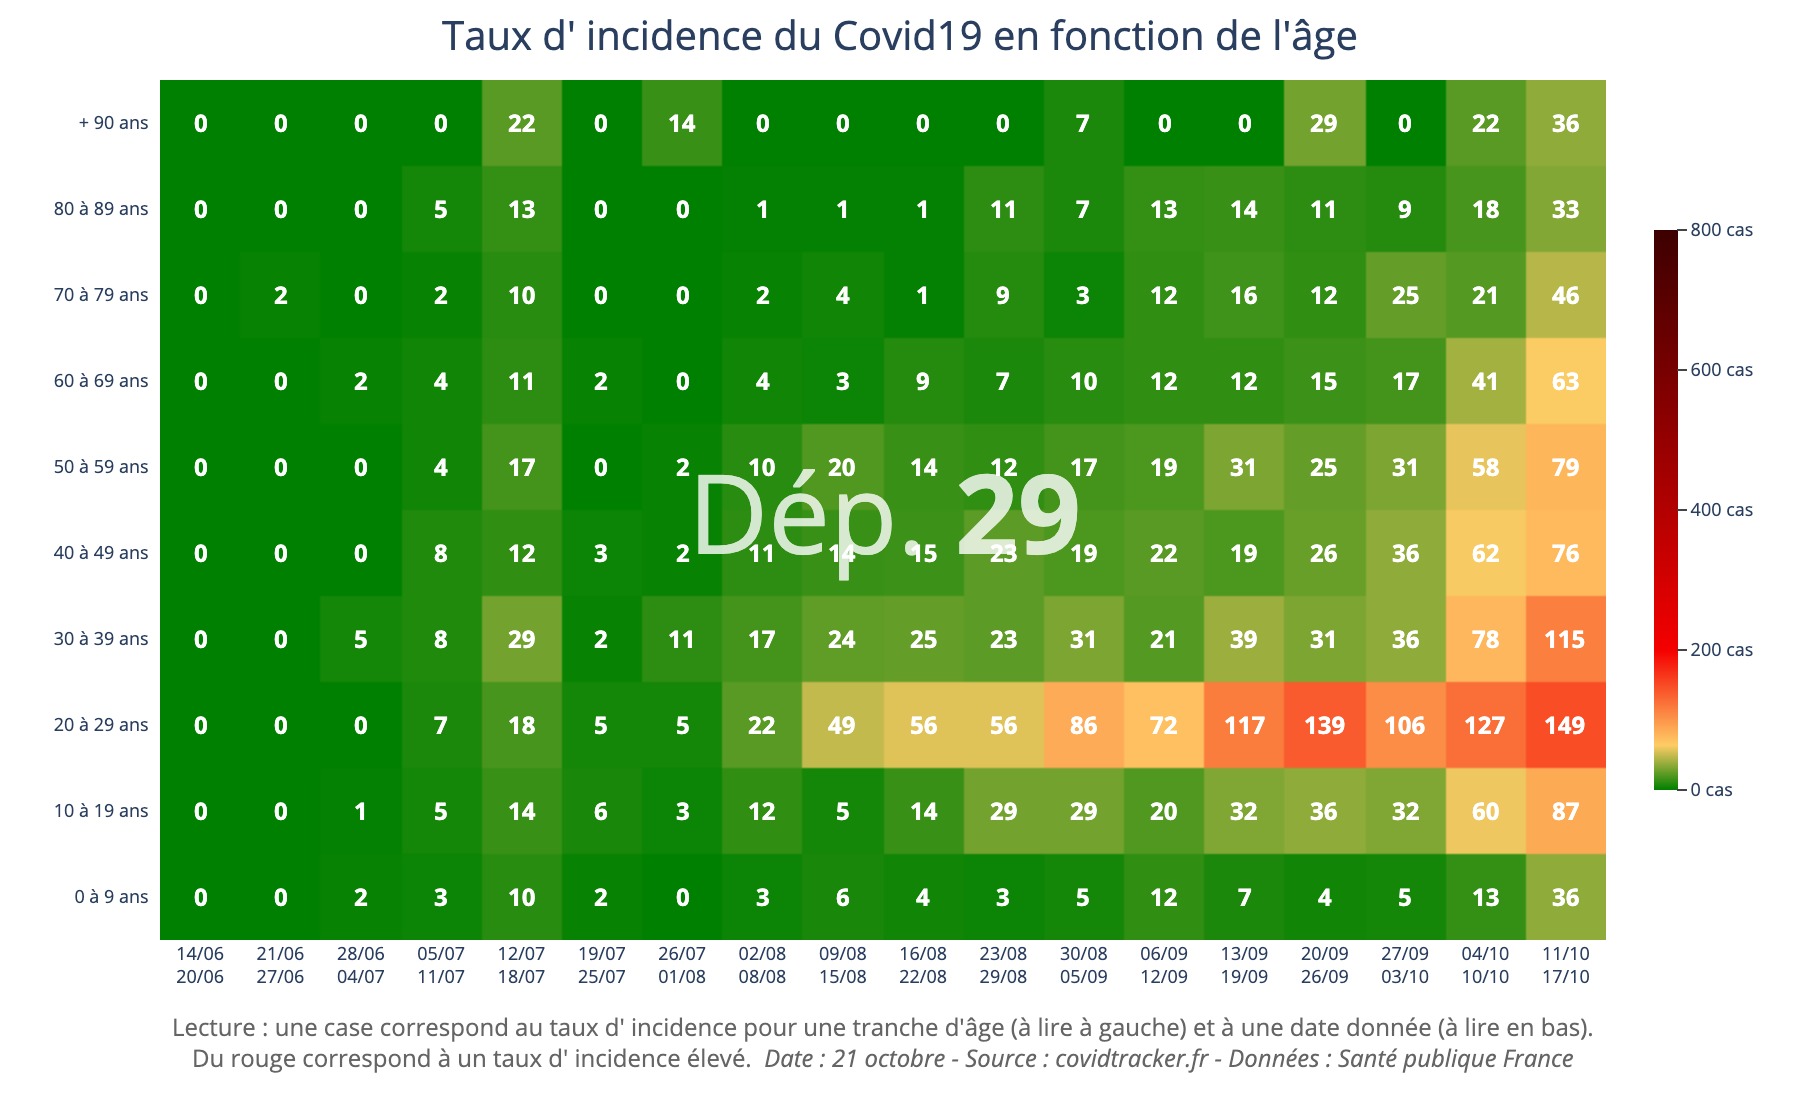 Taux d' incidence du Covid19 en fonction de l'âge
+ 90 ans 0 0 0 0 22 0 14 0 0 0 0 7 0 0 29 0 22 36
80 à 89 ans 0 0 0 5 13 0 0 1 1 1 11 7 13 14 11 9 18 33
70 à 79 ans 0 2 0 2 10 0 0 2 4 1 9 3 12 16 12 25 21 46
60 à 69 ans 0 0 2 4 11 2 0 4 3 9 7 10 12 12 15 17 41 63
50 à 59 ans 0 0 0 4 17 0 2 10 20 14 12 17 19 31 25 31 58 79
Dép. 29
40 à 49 ans 0 0 0 8 12 3 2 11 14 15 23 19 22 19 26 36 62 76
30 à 39 ans 0 0 5 8 29 2 11 17 24 25 23 31 21 39 31 36 78 115
20 à 29 ans 0 0 0 7 18 5 5 22 49 56 56 86 72 117 139 106 127 149
10 à 19 ans 0 0 1 5 14 6 3 12 5 14 29 29 20 32 36 32 60 87
0 à 9 ans 0 0 2 3 10 2 0 3 6 4 3 5 12 7 4 5 13 36
14/06 21/06 28/06 05/07 12/07 19/07 26/07 02/08 09/08 16/08 23/08 30/08 06/09 13/09 20/09 27/09 04/10 11/10
20/06 27/06 04/07 11/07 18/07 25/07 01/08 08/08 15/08 22/08 29/08 05/09 12/09 19/09 26/09 03/10 10/10 17/10
800 cas
600 cas
400 cas
200 cas
0 cas
Lecture : une case correspond au taux d' incidence pour une tranche d'âge (à lire à gauche) et à une date donnée (à lire en bas).
Du rouge correspond à un taux d' incidence élevé. Date : 21 octobre - Source : covidtracker.fr - Données : Santé publique France